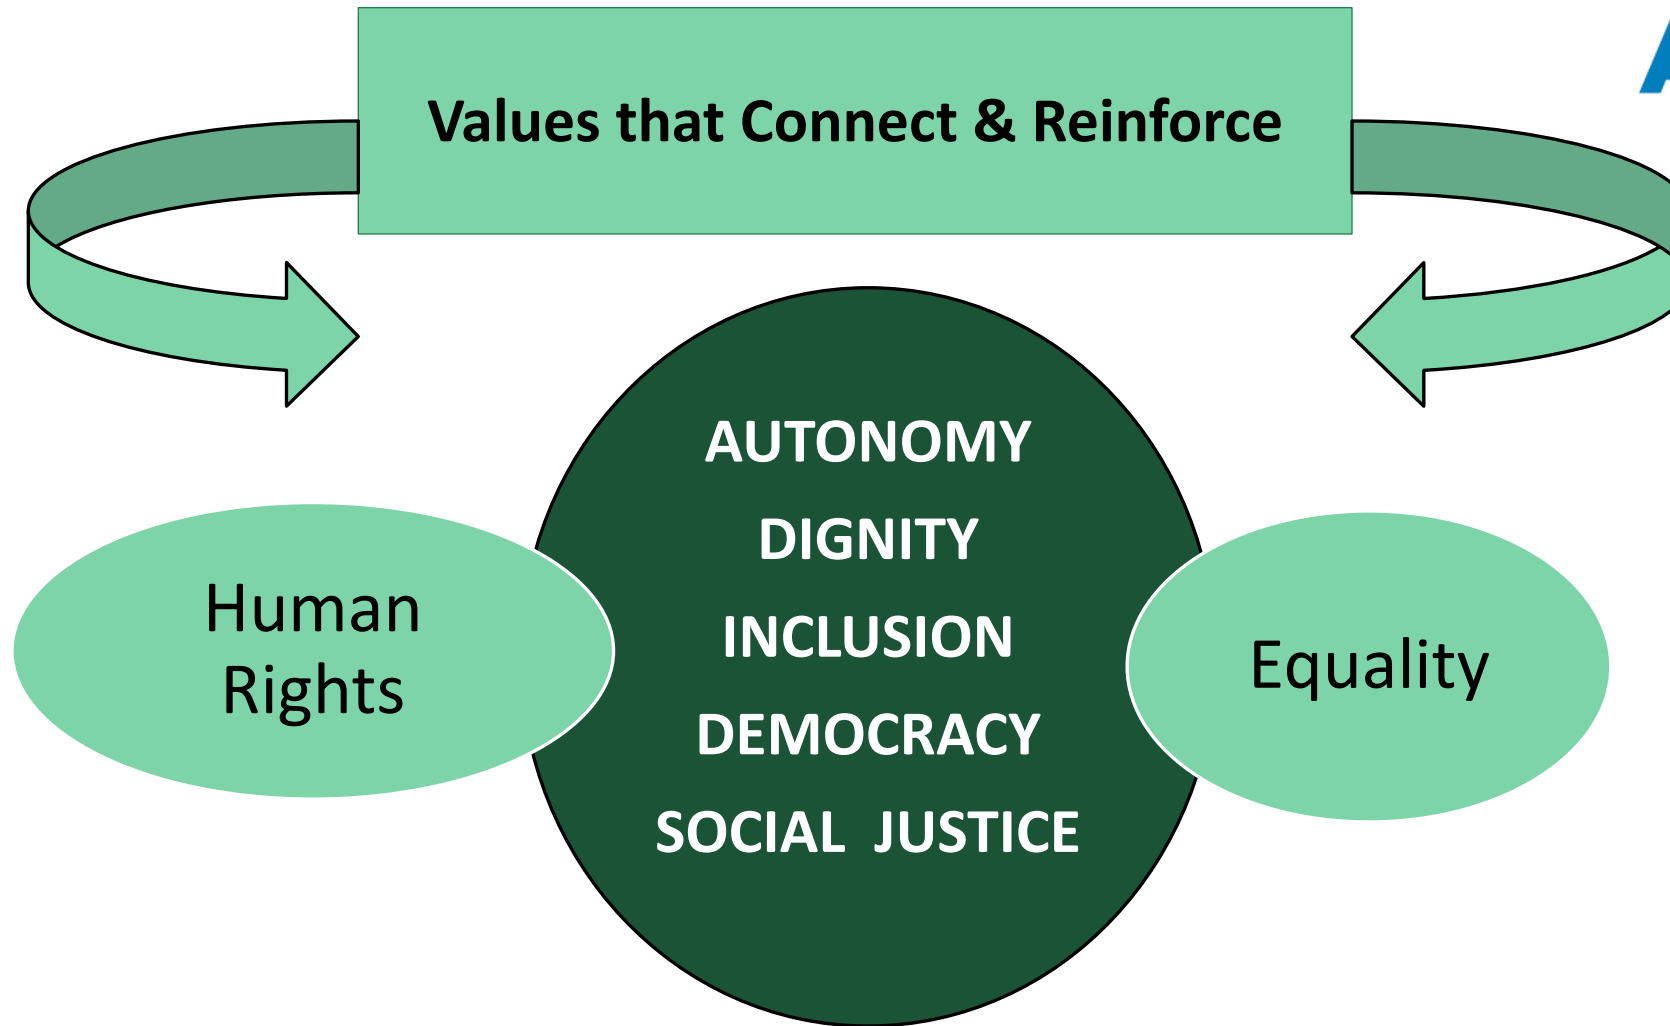 Values that Connect & Reinforce
AUTONOMY
DIGNITY
INCLUSION
DEMOCRACY
SOCIAL JUSTICE
Human
Rights
Equality